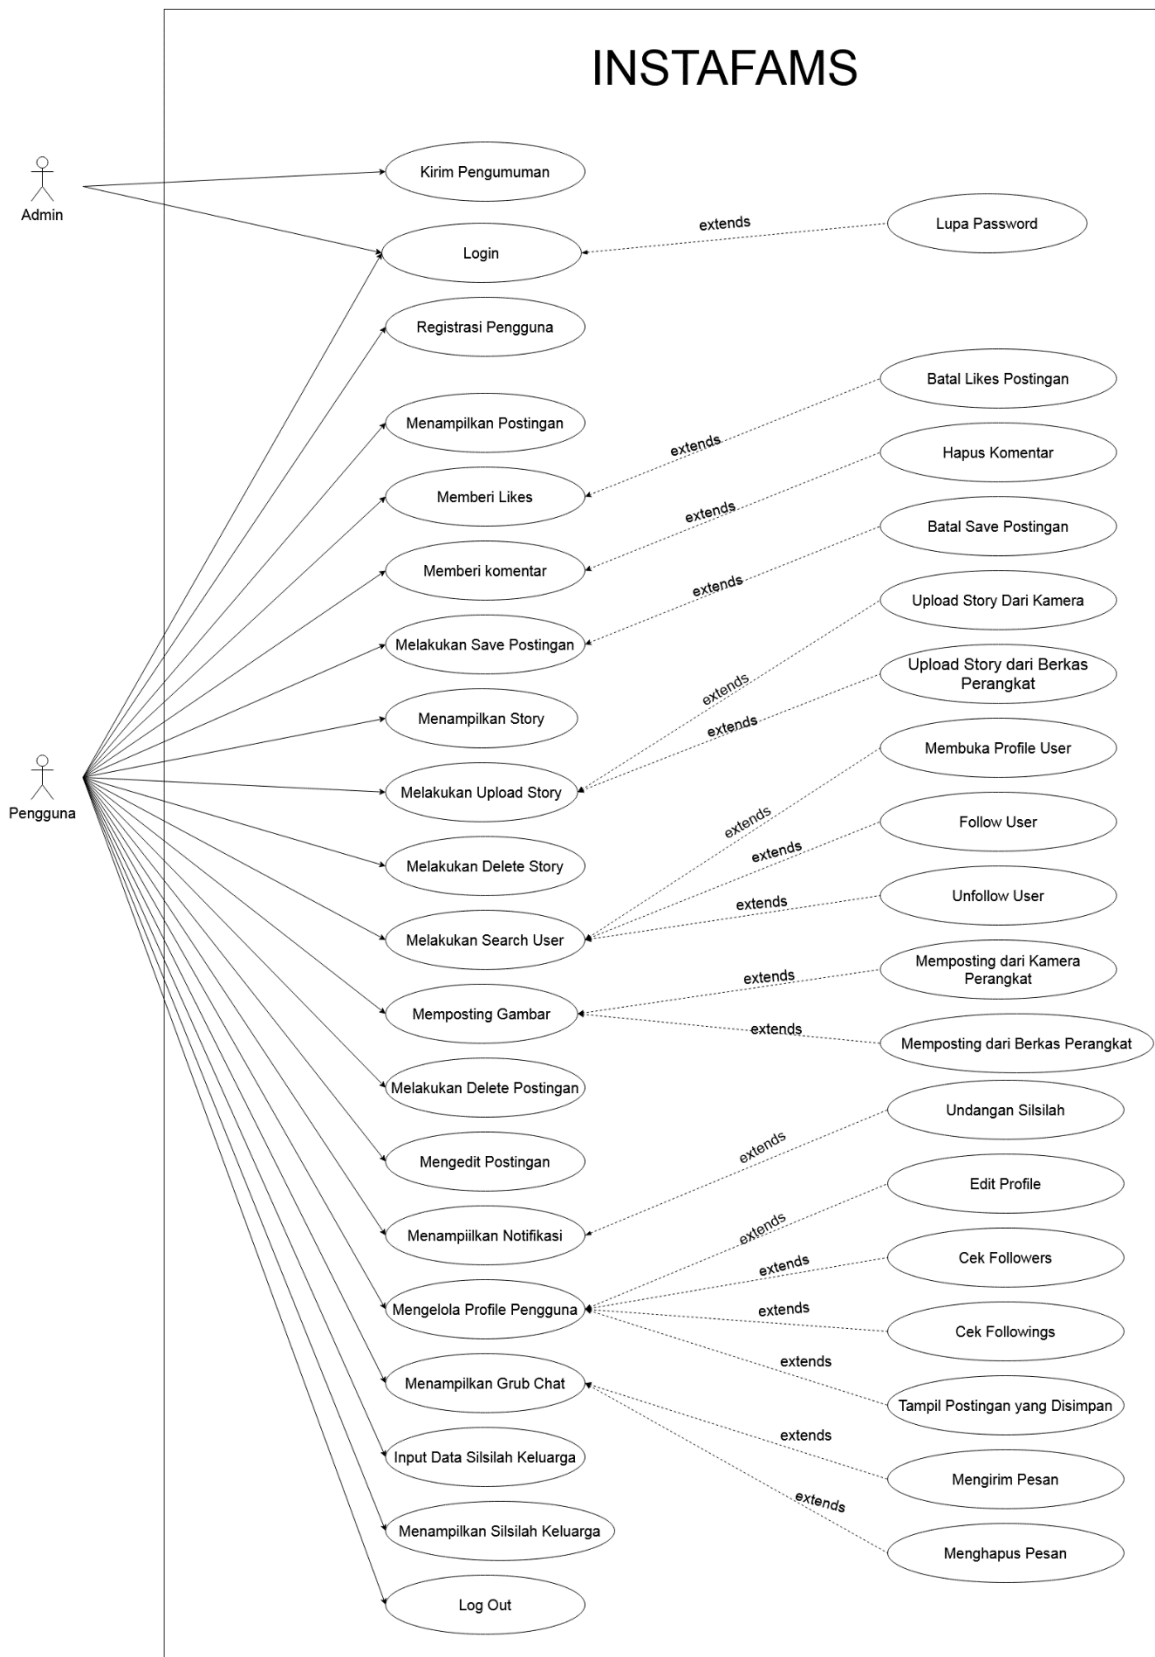 INSTAFAMS
Kirim Pengumuman
Admin
extends
Lupa Password
Login
Registrasi Pengguna
Batal Likes Postingan
Menampilkan Postingan
extends
Hapus Komentar
Memberi Likes
extends
Batal Save Postingan
Memberi komentar
extends
Upload Story Dari Kamera
Melakukan Save Postingan
Upload Story dari Berkas
Perangkat
extends
Menampilkan Story
extends
Membuka Profile User
Pengguna
Melakukan Upload Story
extends
Follow User
extends
Melakukan Delete Story
Unfollow User
extends
Melakukan Search User
Memposting dari Kamera
Perangkat
extends
Memposting Gambar
extends
Memposting dari Berkas Perangkat
Melakukan Delete Postingan
Undangan Silsilah
extends
Mengedit Postingan
Edit Profile
extends
Menampiilkan Notifikasi
Cek Followers
extends
Mengelola Profile Pengguna
extends
Cek Followings
extends
Menampilkan Grub Chat
Tampil Postingan yang Disimpan
extends
Input Data Silsilah Keluarga
Mengirim Pesan
extends
Menampilkan Silsilah Keluarga
Menghapus Pesan
Log Out